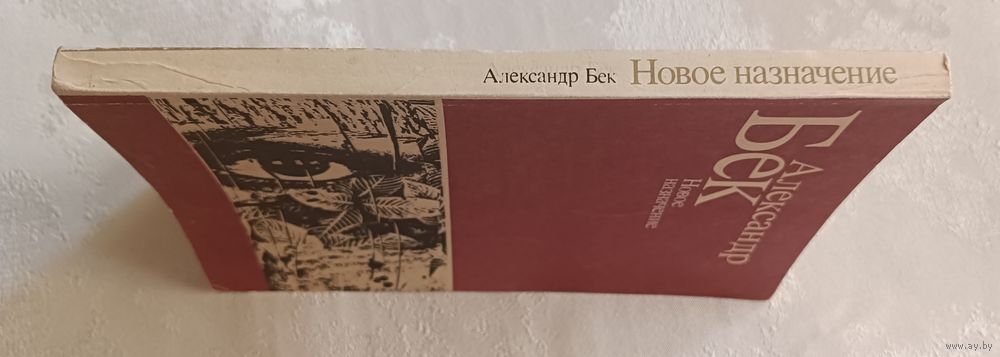 Александр Бек Новое назначение
Александр
Бек
Новое
назначение
www.ay.by